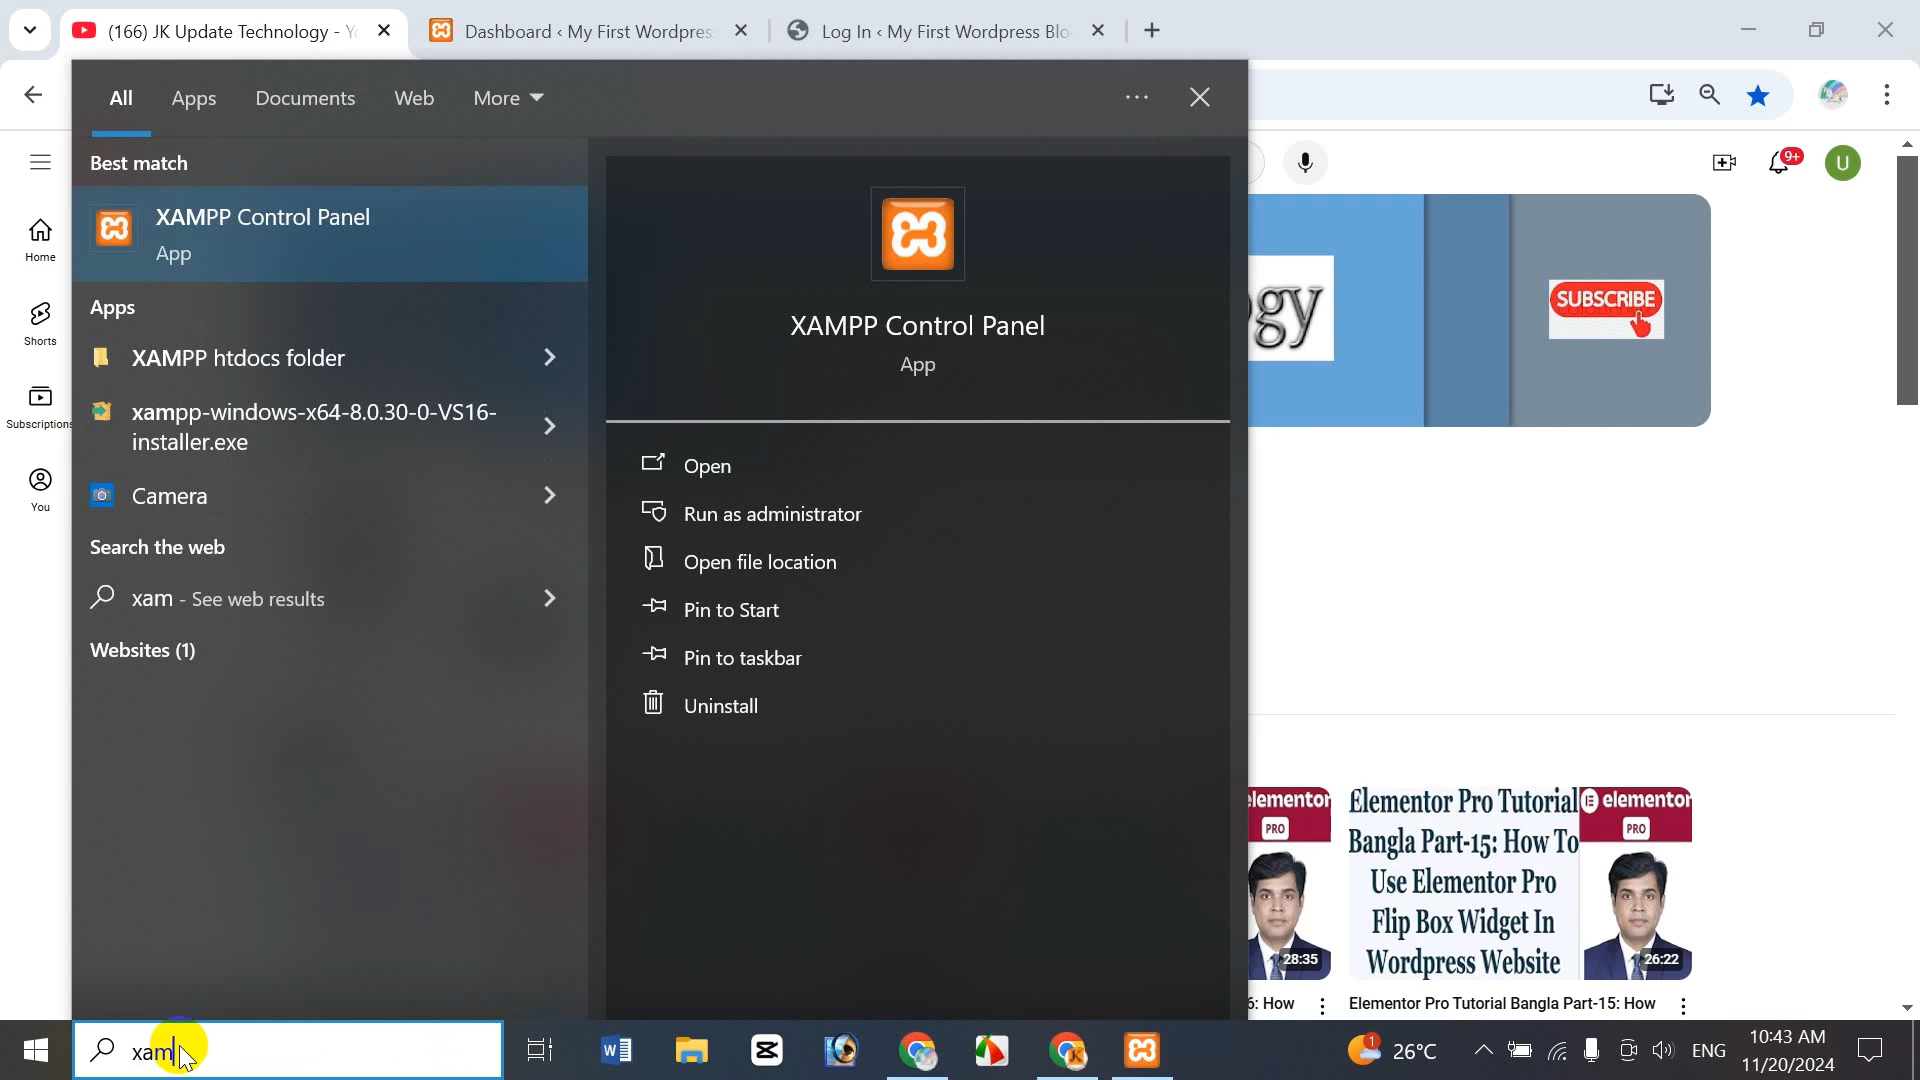 (166) JK Update Technology - Y
Dashboard ‹ My First Wordpres
Log In ‹ My First Wordpress Blo
All
Apps
Documents
Web
More
Best match
XAMPP Control Panel
App
Apps
XAMPP htdocs folder
xampp-windows-x64-8.0.30-0-VS16-
installer.exe
Camera
Search the web
xam - See web results
Websites (1)
XAMPP Control Panel
App
Open
Run as administrator
Open file location
Pin to Start
Pin to taskbar
Uninstall
Home
Shorts
Subscriptions
You
9+
U
gy
SUBSCRIBE
elementor
PRO
28:35
6: How
Elementor Pro Tutorial
Bangla Part-15: How To
Use Elementor Pro
Flip Box Widget In
Wordpress Website
elementor
PRO
26:22
Elementor Pro Tutorial Bangla Part-15: How
xam
1
26°C
ENG
10:43 AM
11/20/2024